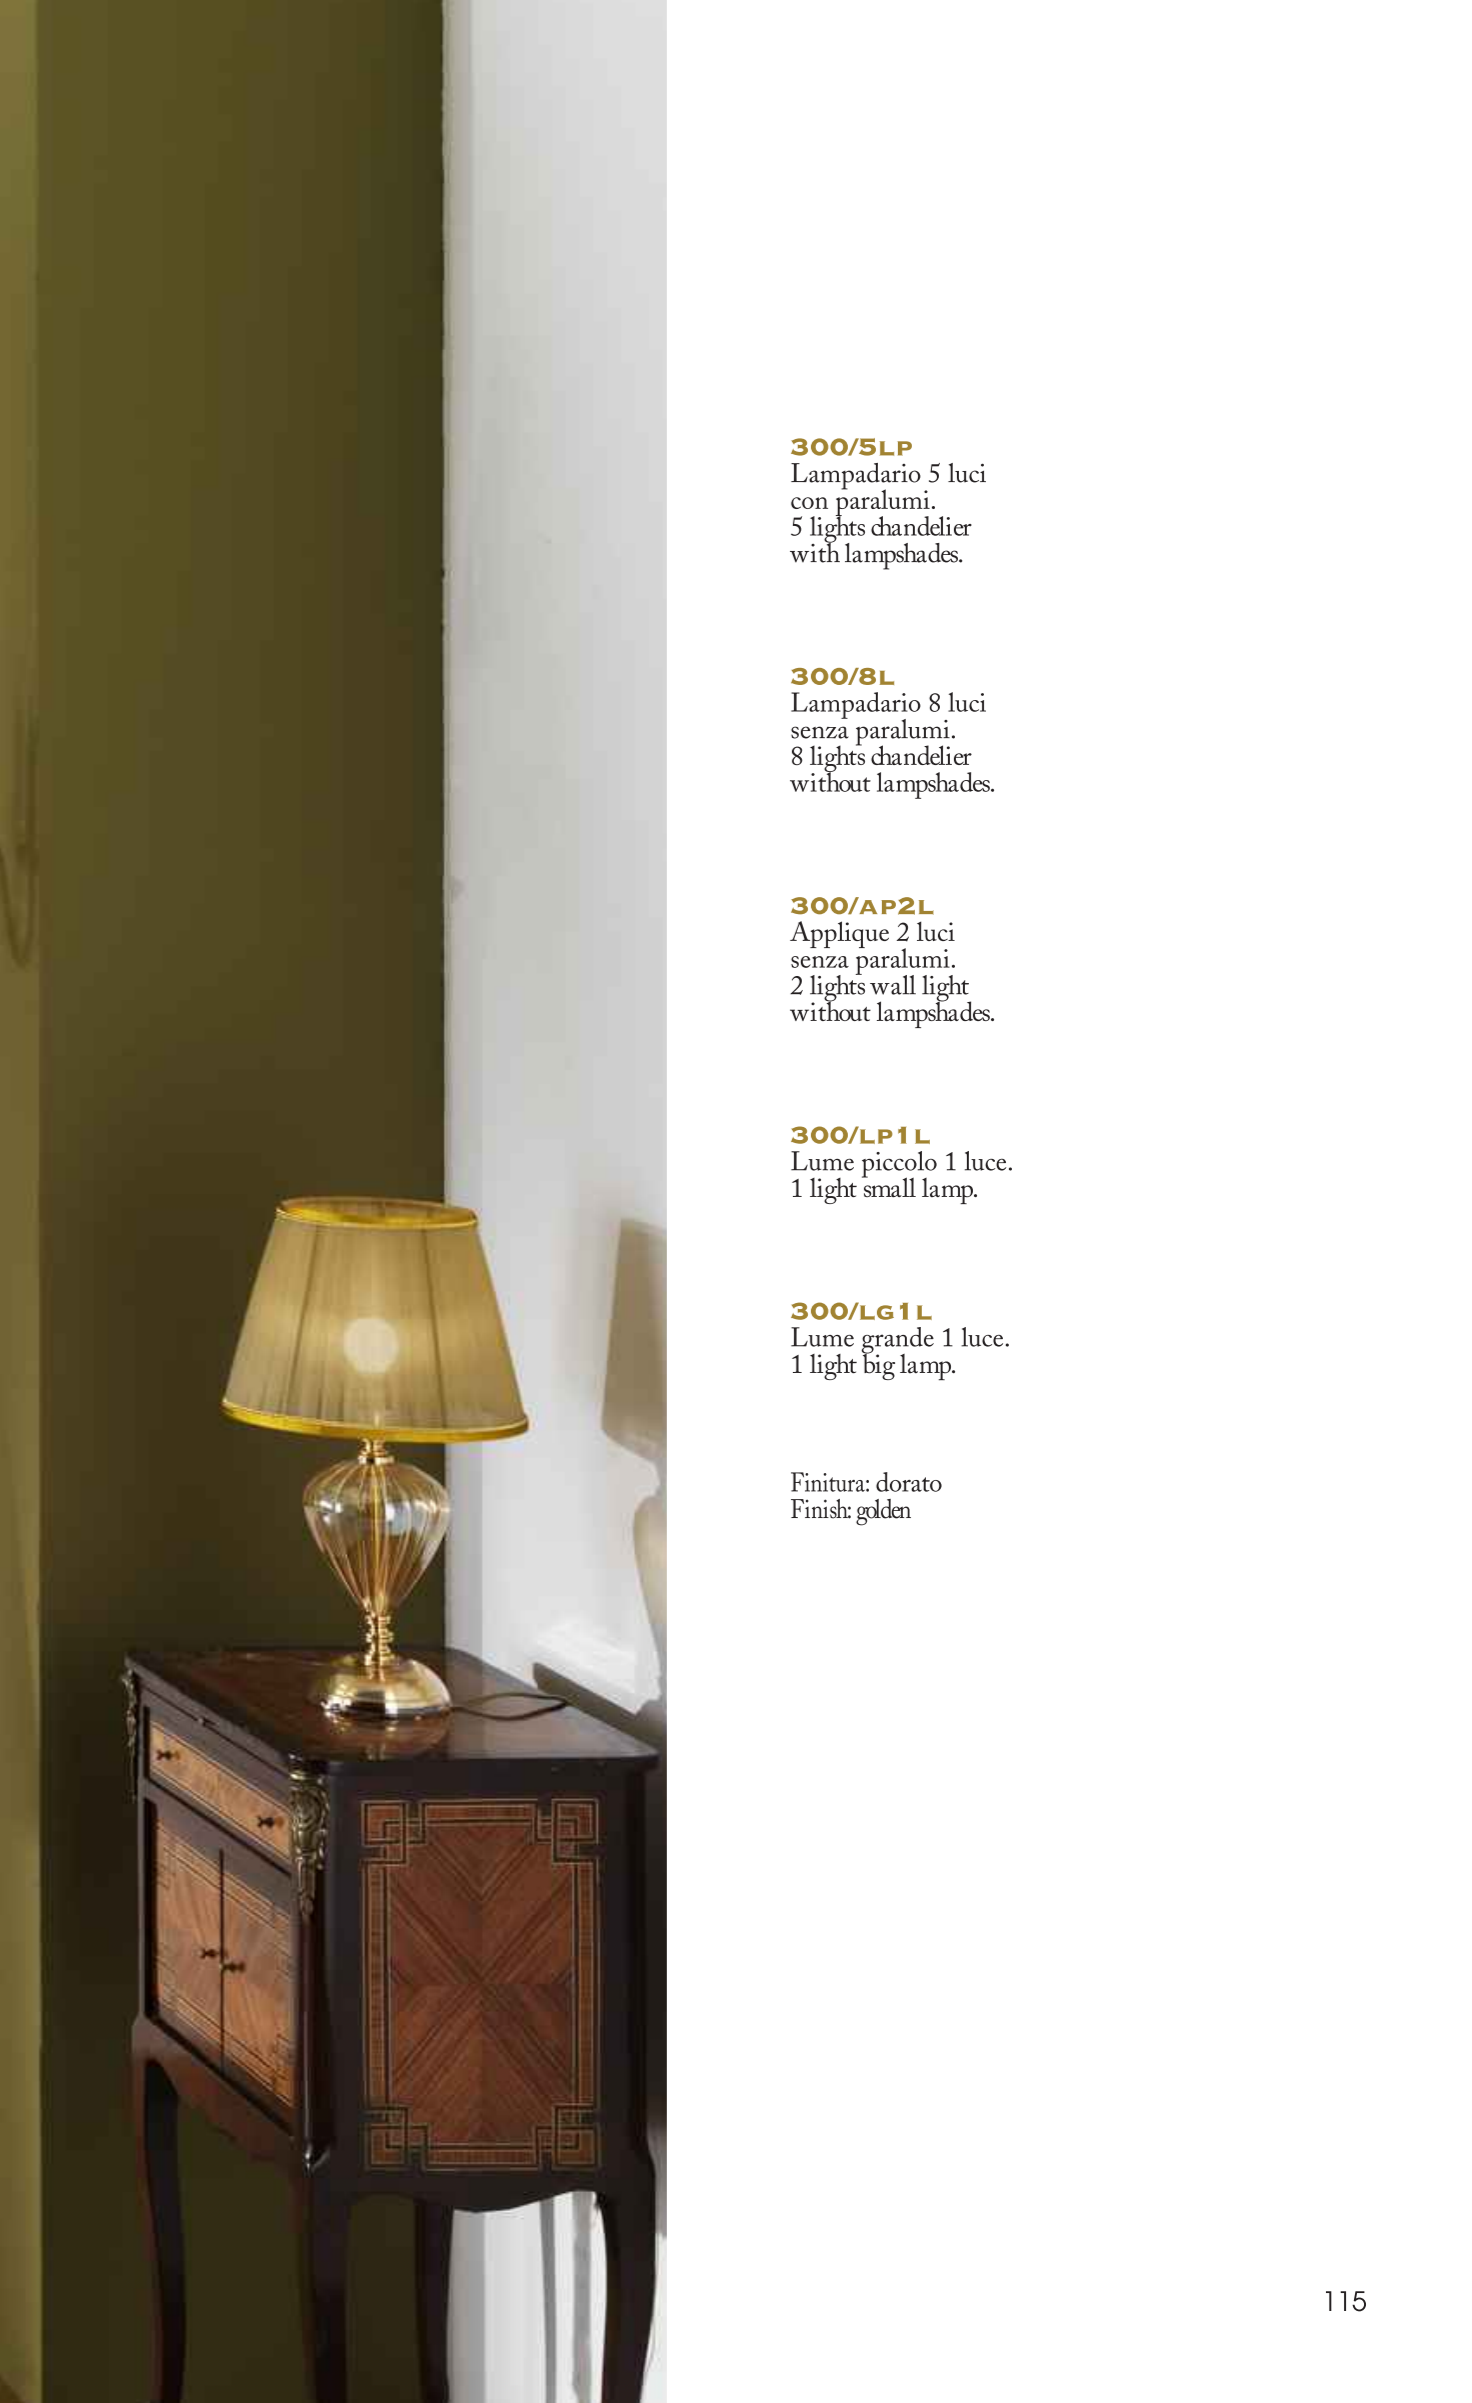 300/5LP
Lampadario 5 luci
con paralumi.
5 lights chandelier
with lampshades.
300/8L
Lampadario 8 luci
senza paralumi.
8 lights chandelier
without lampshades.
300/AP2L
Applique 2 luci
senza paralumi.
2 lights wall light
without lampshades.
300/LP1L
Lume piccolo 1 luce.
1 light small lamp.
300/LG1L
Lume grande 1 luce.
1 light big lamp.
Finitura: dorato
Finish: golden
115